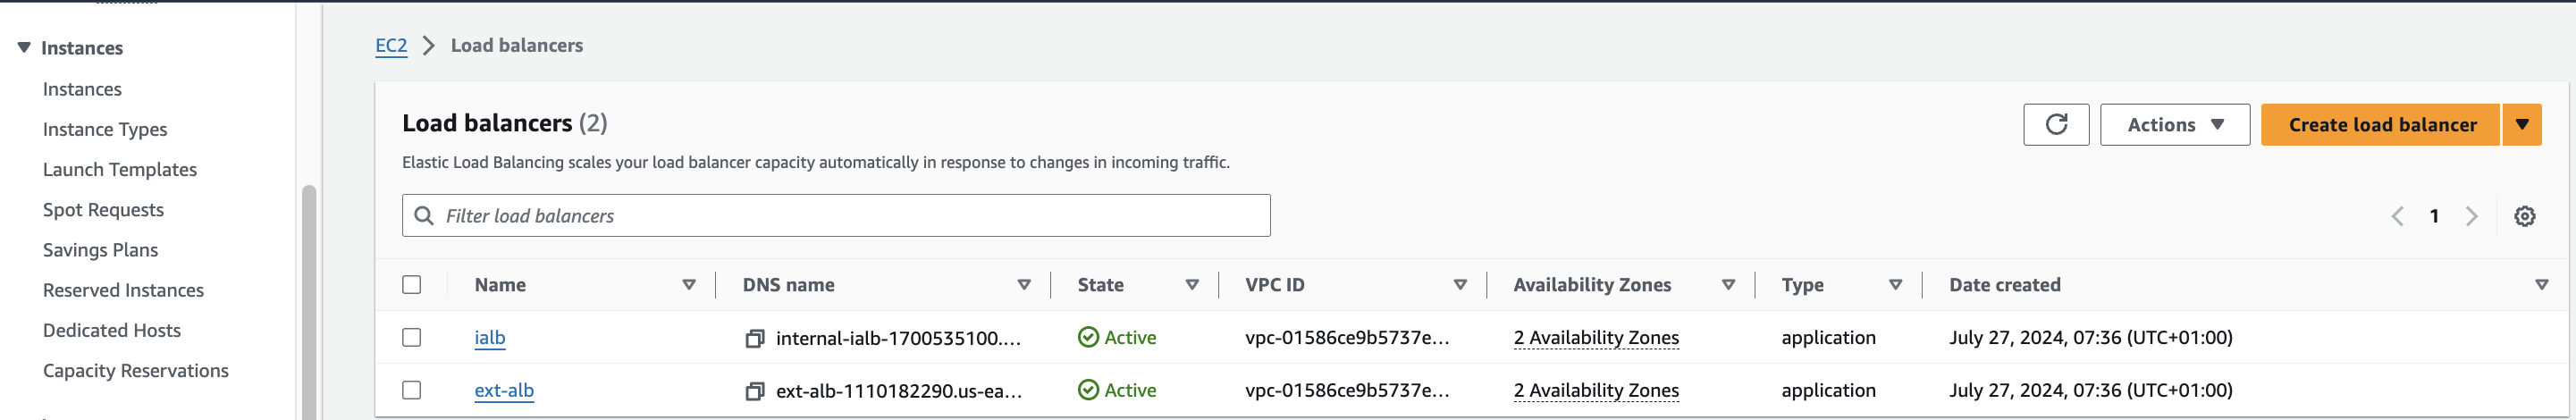 Instances
Instances
Instance Types
Launch Templates
Spot Requests
Savings Plans
Reserved Instances
Dedicated Hosts
Capacity Reservations
EC2 Load balancers
Load balancers (2)
Actions
Create load balancer
Elastic Load Balancing scales your load balancer capacity automatically in response to changes in incoming traffic.
Filter load balancers
1
Name DNS name State VPC ID Availability Zones Type Date created
ialb internal-ialb-1700535100.... Active vpc-01586ce9b5737e... 2 Availability Zones application July 27, 2024, 07:36 (UTC+01:00)
ext-alb ext-alb-1110182290.us-ea... Active vpc-01586ce9b5737e... 2 Availability Zones application July 27, 2024, 07:36 (UTC+01:00)